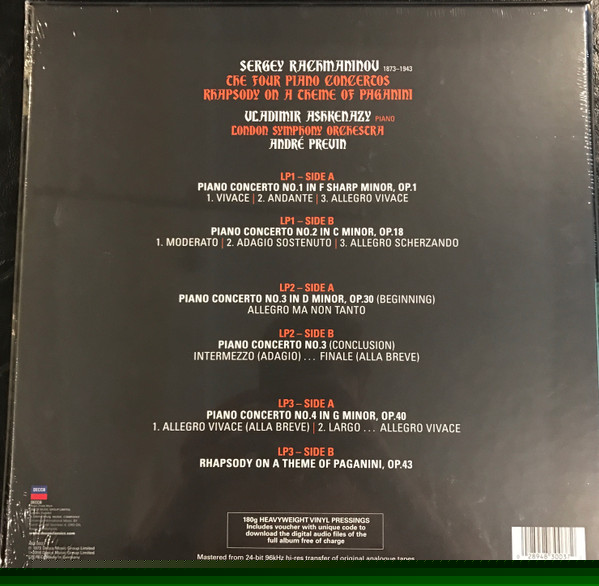 SERGEY RACHMANINOV 1873–1943
THE FOUR PIANO CONCERTOS
RHAPSODY ON A THEME OF PAGANINI
VLADIMIR ASHKENAZY PIANO
LONDON SYMPHONY ORCHESTRA
ANDRÉ PREVIN
LP1 – SIDE A
PIANO CONCERTO NO.1 IN F SHARP MINOR, OP.1
1. VIVACE | 2. ANDANTE | 3. ALLEGRO VIVACE
LP1 – SIDE B
PIANO CONCERTO NO.2 IN C MINOR, OP.18
1. MODERATO | 2. ADAGIO SOSTENUTO | 3. ALLEGRO SCHERZANDO
LP2 – SIDE A
PIANO CONCERTO NO.3 IN D MINOR, OP.30 (BEGINNING)
ALLEGRO MA NON TANTO
LP2 – SIDE B
PIANO CONCERTO NO.3 (CONCLUSION)
INTERMEZZO (ADAGIO) ... FINALE (ALLA BREVE)
LP3 – SIDE A
PIANO CONCERTO NO.4 IN G MINOR, OP.40
1. ALLEGRO VIVACE (ALLA BREVE) | 2. LARGO ... ALLEGRO VIVACE
LP3 – SIDE B
RHAPSODY ON A THEME OF PAGANINI, OP.43
DECCA
180g HEAVYWEIGHT VINYL PRESSINGS
Includes voucher with unique code to
download the digital audio files of the
full album free of charge
Mastered from 24-bit 96kHz hi-res transfer of original analogue tapes